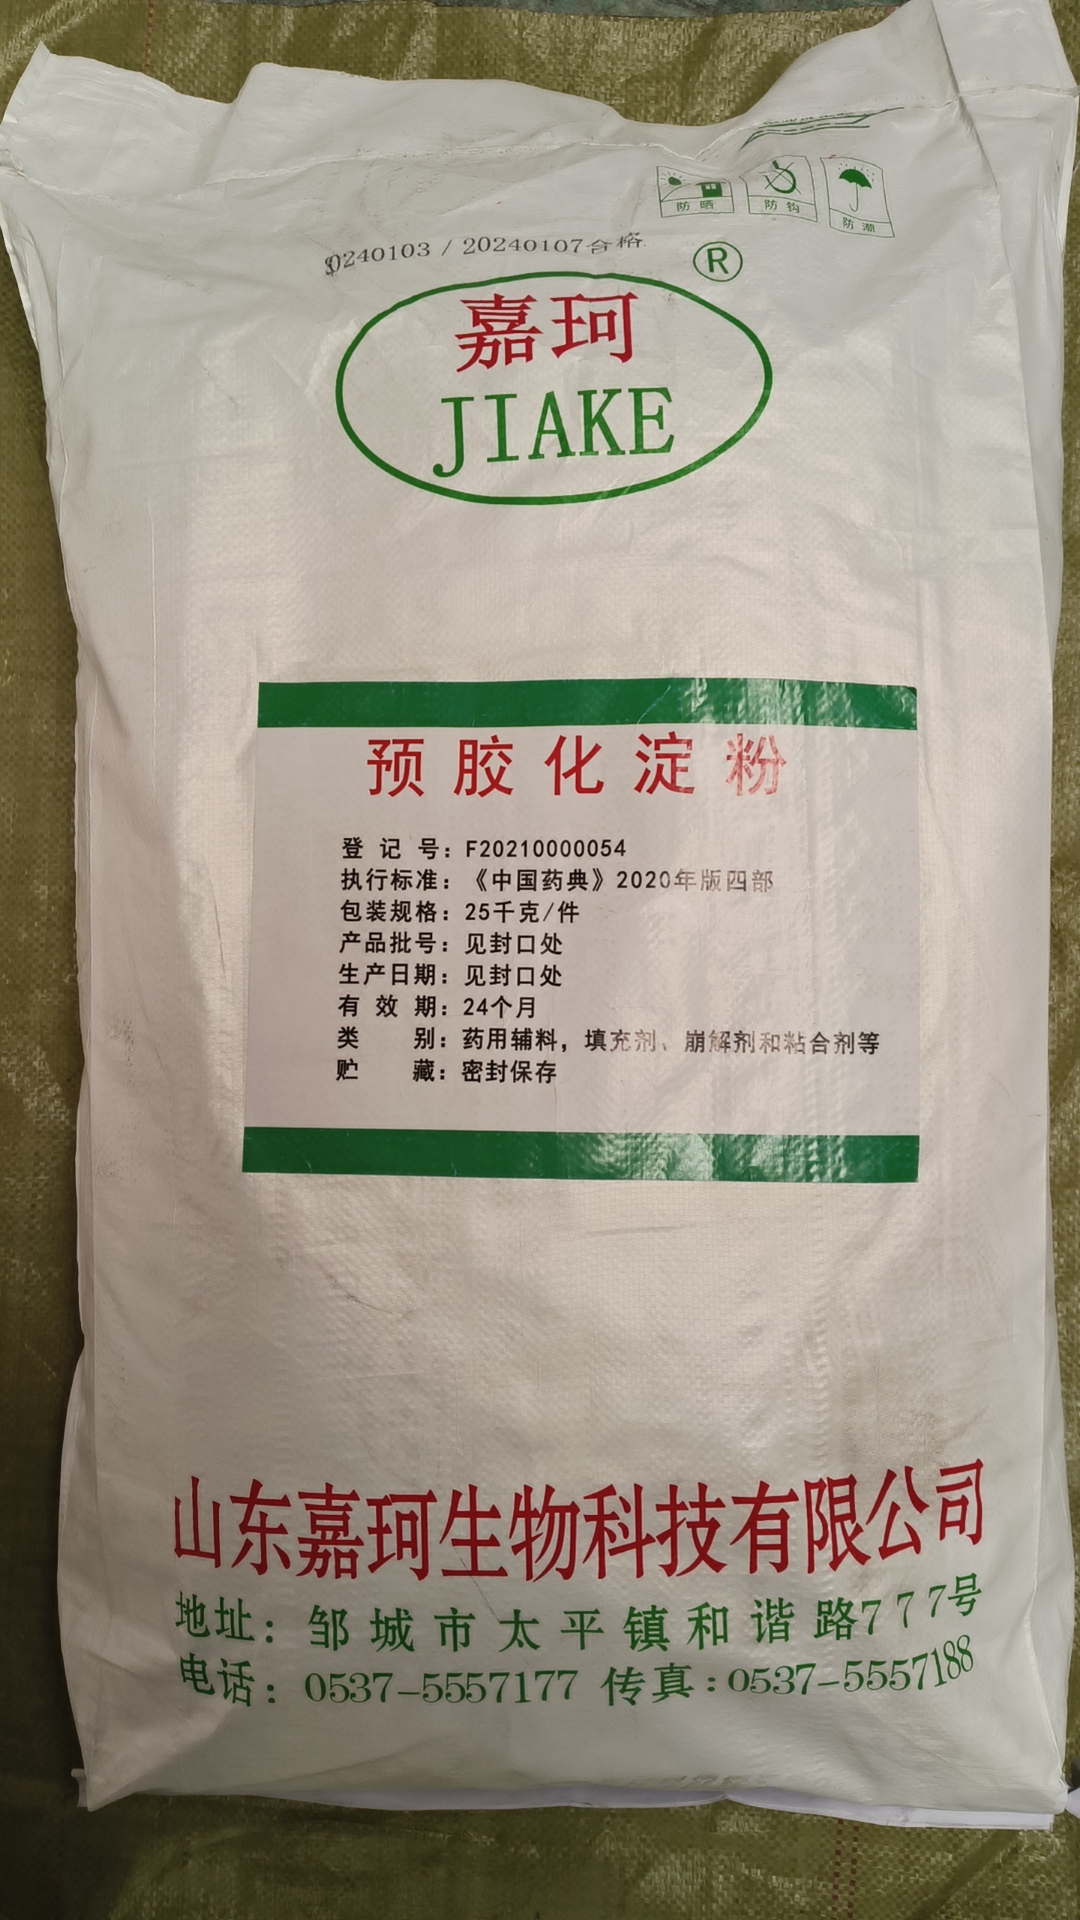 防晒 防钩 防潮
0240103 / 20240107合格
®
嘉珂
JIAKE
预胶化淀粉
登记号：F20210000054
执行标准：《中国药典》2020年版四部
包装规格：25千克/件
产品批号：见封口处
生产日期：见封口处
有效期：24个月
类别：药用辅料，填充剂、崩解剂和粘合剂等
贮藏：密封保存
山东嘉珂生物科技有限公司
地址：邹城市太平镇和谐路777号
电话：0537-5557177 传真：0537-5557188